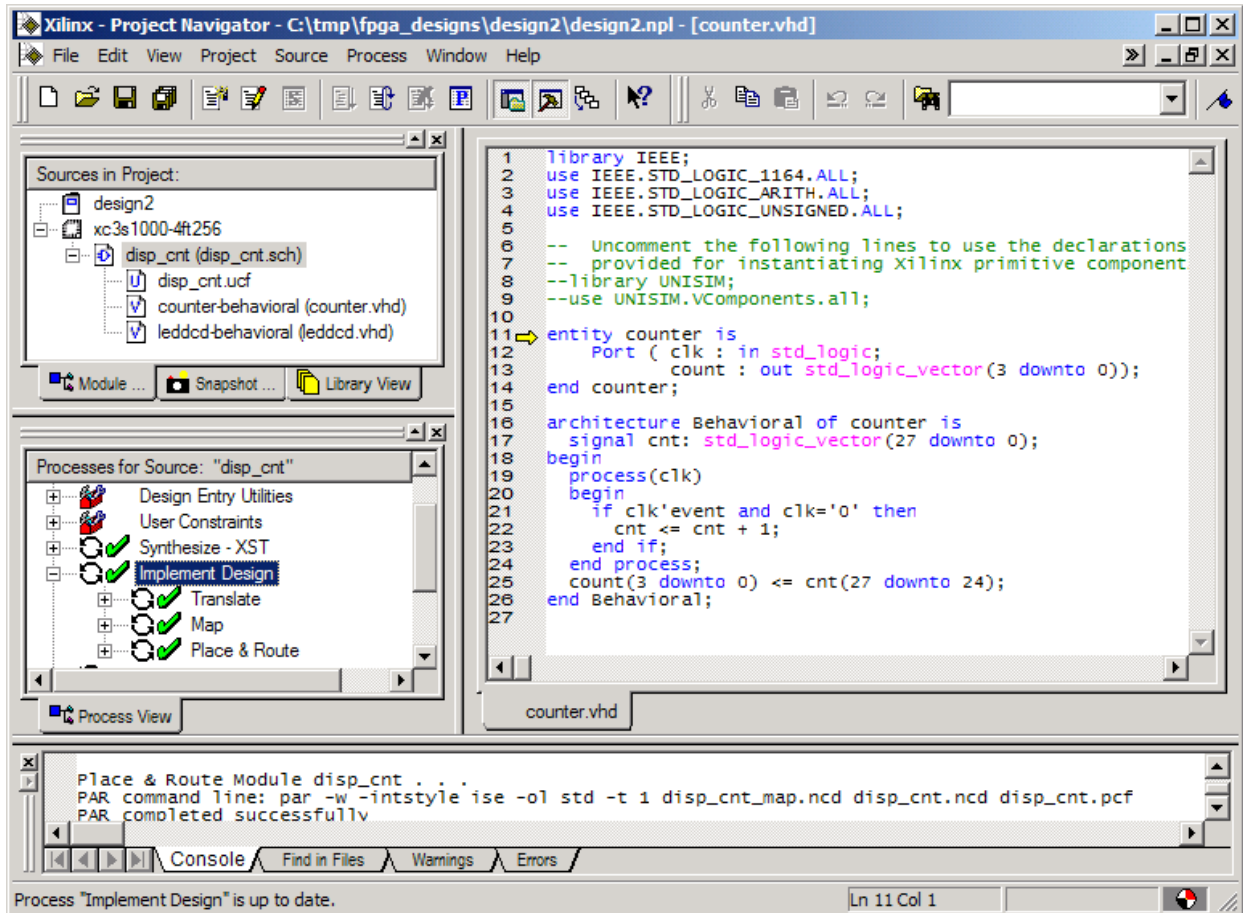 Xilinx - Project Navigator - C:\tmp\fpga_designs\design2\design2.npl - [counter.vhd]
File Edit View Project Source Process Window Help
Sources in Project:
design2
xc3s1000-4ft256
disp_cnt (disp_cnt.sch)
disp_cnt.ucf
counter-behavioral (counter.vhd)
leddcd-behavioral (leddcd.vhd)
Module ... Snapshot ... Library View
Processes for Source: "disp_cnt"
Design Entry Utilities
User Constraints
Synthesize - XST
Implement Design
Translate
Map
Place & Route
Process View
1 library IEEE;
2 use IEEE.STD_LOGIC_1164.ALL;
3 use IEEE.STD_LOGIC_ARITH.ALL;
4 use IEEE.STD_LOGIC_UNSIGNED.ALL;
5
6 --  Uncomment the following lines to use the declarations
7 --  provided for instantiating Xilinx primitive component
8 --library UNISIM;
9 --use UNISIM.VComponents.all;
10
11 entity counter is
12 Port ( clk : in std_logic;
13 count : out std_logic_vector(3 downto 0));
14 end counter;
15
16 architecture Behavioral of counter is
17 signal cnt: std_logic_vector(27 downto 0);
18 begin
19 process(clk)
20 begin
21 if clk'event and clk='0' then
22 cnt <= cnt + 1;
23 end if;
24 end process;
25 count(3 downto 0) <= cnt(27 downto 24);
26 end Behavioral;
27
counter.vhd
Place & Route Module disp_cnt . . .
PAR command line: par -w -intstyle ise -ol std -t 1 disp_cnt_map.ncd disp_cnt.ncd disp_cnt.pcf
PAR completed successfully
Console Find in Files Warnings Errors
Process "Implement Design" is up to date. Ln 11 Col 1